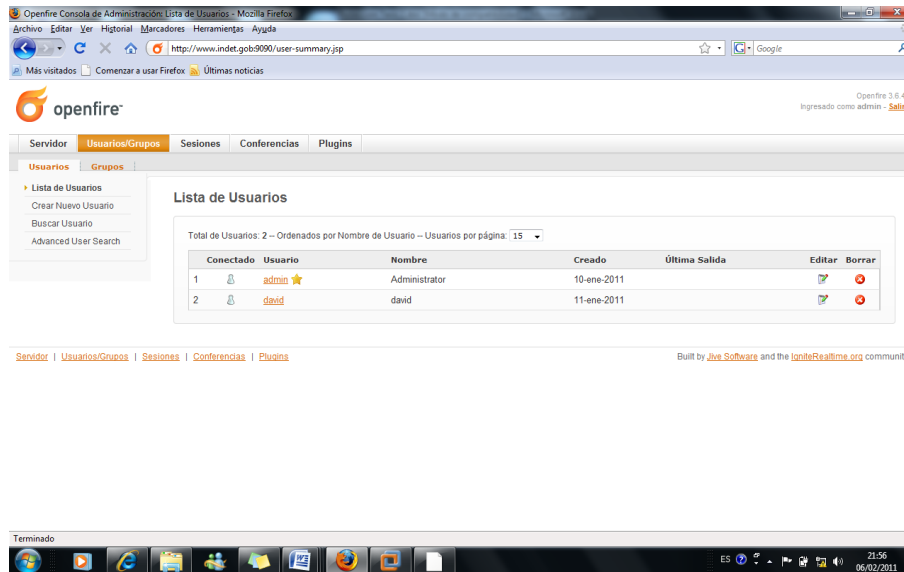 Openfire Consola de Administración: Lista de Usuarios - Mozilla Firefox
Archivo Editar Ver Historial Marcadores Herramientas Ayuda
http://www.indet.gob:9090/user-summary.jsp
G Google
Más visitados Comenzar a usar Firefox Últimas noticias
openfire
Openfire 3.6.4
Ingresado como admin - Salir
Servidor Usuarios/Grupos Sesiones Conferencias Plugins
Usuarios Grupos
Lista de Usuarios
Crear Nuevo Usuario
Buscar Usuario
Advanced User Search
Lista de Usuarios
Total de Usuarios: 2 -- Ordenados por Nombre de Usuario -- Usuarios por página: 15
Conectado Usuario Nombre Creado Última Salida Editar Borrar
1 admin Administrator 10-ene-2011
2 david david 11-ene-2011
Servidor | Usuarios/Grupos | Sesiones | Conferencias | Plugins
Built by Jive Software and the IgniteRealtime.org communit
Terminado
ES
21:56
06/02/2011